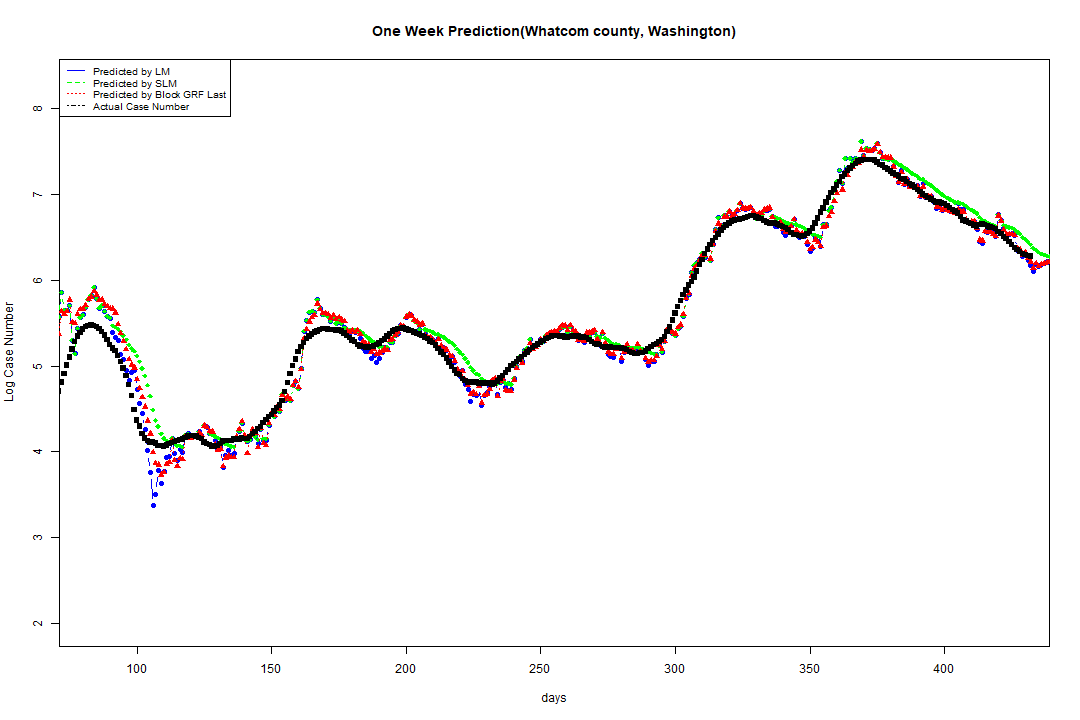 One Week Prediction(Whatcom county, Washington)
Predicted by LM
Predicted by SLM
Predicted by Block GRF Last
Actual Case Number
8
7
6
5
4
3
2
Log Case Number
100 150 200 250 300 350 400
days